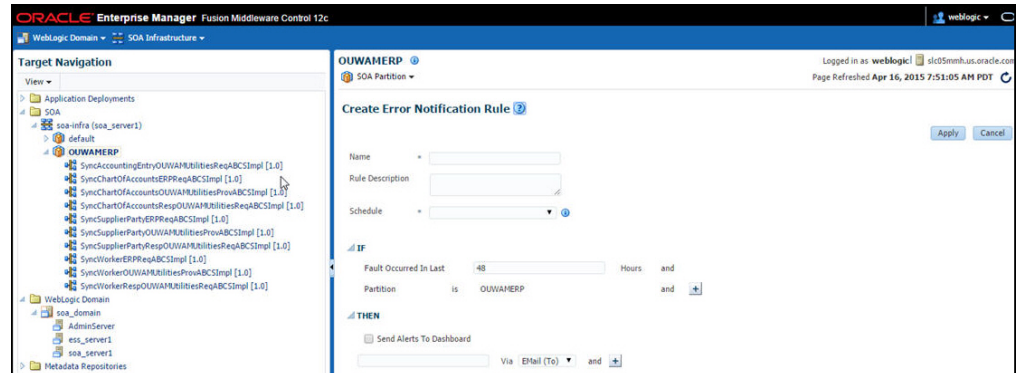 ORACLE Enterprise Manager Fusion Middleware Control 12c
weblogic
WebLogic Domain SOA Infrastructure
Target Navigation
View
Application Deployments
SOA
soa-infra (soa_server1)
default
OUWAMERP
SyncAccountingEntryOUWAMUtilitiesReqABCSImpl [1.0]
SyncChartOfAccountsERPReqABCSImpl [1.0]
SyncChartOfAccountsOUWAMUtilitiesProvABCSImpl [1.0]
SyncChartOfAccountsRespOUWAMUtilitiesReqABCSImpl [1.0]
SyncSupplierPartyERPReqABCSImpl [1.0]
SyncSupplierPartyOUWAMUtilitiesProvABCSImpl [1.0]
SyncSupplierPartyRespOUWAMUtilitiesReqABCSImpl [1.0]
SyncWorkerERPReqABCSImpl [1.0]
SyncWorkerOUWAMUtilitiesProvABCSImpl [1.0]
SyncWorkerRespOUWAMUtilitiesReqABCSImpl [1.0]
WebLogic Domain
soa_domain
AdminServer
ess_server1
soa_server1
Metadata Repositories
OUWAMERP
SOA Partition
Logged in as weblogic slc05mmh.us.oracle.com
Page Refreshed Apr 16, 2015 7:51:05 AM PDT
Create Error Notification Rule
Apply Cancel
Name *
Rule Description
Schedule *
IF
Fault Occurred In Last 48 Hours and
Partition is OUWAMERP and +
THEN
Send Alerts To Dashboard
Via EMail (To) and +